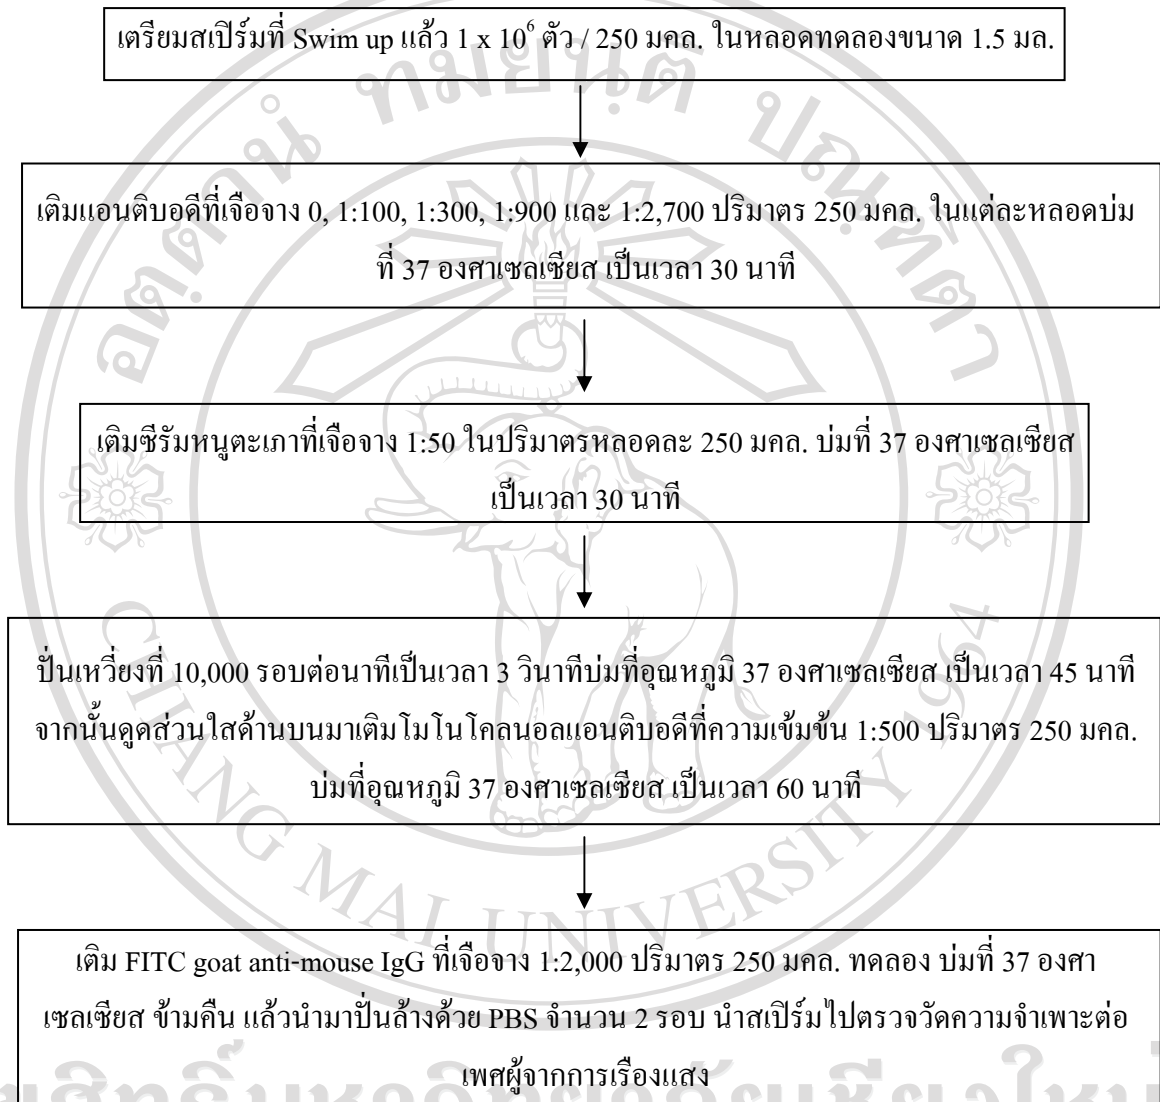 เตรียมสเปิร์มที่ Swim up แล้ว 1 x 10⁶ ตัว / 250 มคล. ในหลอดทดลองขนาด 1.5 มล.
เติมแอนติบอดีที่เจือจาง 0, 1:100, 1:300, 1:900 และ 1:2,700 ปริมาตร 250 มคล. ในแต่ละหลอดบ่ม
ที่ 37 องศาเซลเซียส เป็นเวลา 30 นาที
เติมซีรัมหนูตะเภาที่เจือจาง 1:50 ในปริมาตรหลอดละ 250 มคล. บ่มที่ 37 องศาเซลเซียส
เป็นเวลา 30 นาที
ปั่นเหวี่ยงที่ 10,000 รอบต่อนาทีเป็นเวลา 3 วินาทีบ่มที่อุณหภูมิ 37 องศาเซลเซียส เป็นเวลา 45 นาที
จากนั้นดูดส่วนใสด้านบนมาเติมโมโนโคลนอลแอนติบอดีที่ความเข้มข้น 1:500 ปริมาตร 250 มคล.
บ่มที่อุณหภูมิ 37 องศาเซลเซียส เป็นเวลา 60 นาที
เติม FITC goat anti-mouse IgG ที่เจือจาง 1:2,000 ปริมาตร 250 มคล. ทดลอง บ่มที่ 37 องศา
เซลเซียส ข้ามคืน แล้วนำมาปั่นล้างด้วย PBS จำนวน 2 รอบ นำสเปิร์มไปตรวจวัดความจำเพาะต่อ
เพศผู้จากการเรืองแสง
อตฺตานํ ทมยนฺติ ปณฺฑิตา
CHIANG MAI UNIVERSITY 1964